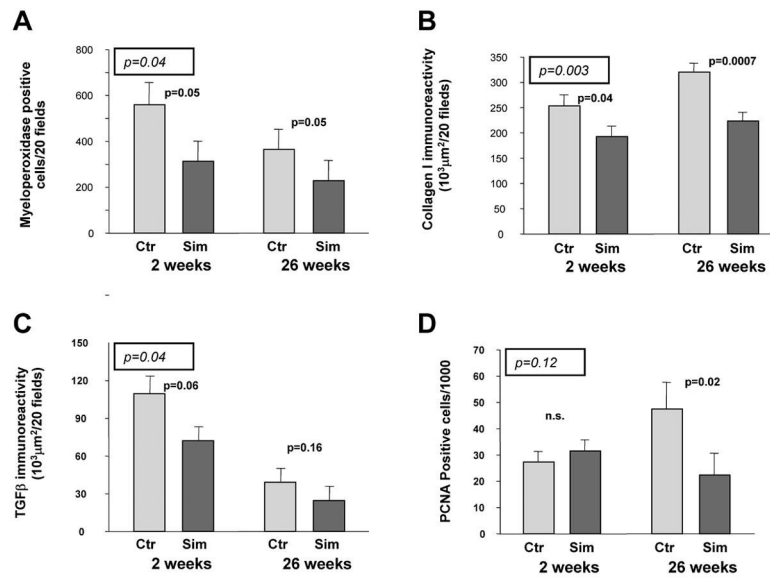 A
Myeloperoxidase positive
cells/20 fields
800
600
400
200
0
p=0.04
p=0.05
p=0.05
Ctr Sim Ctr Sim
2 weeks 26 weeks
B
Collagen I immunoreactivity
(10³μm²/20 fileds)
350
300
250
200
150
100
50
0
p=0.003
p=0.04
p=0.0007
Ctr Sim Ctr Sim
2 weeks 26 weeks
C
TGFβ immunoreactivity
(10³μm²/20 fields)
150
120
90
60
30
0
p=0.04
p=0.06
p=0.16
Ctr Sim Ctr Sim
2 weeks 26 weeks
D
PCNA Positive cells/1000
70
60
50
40
30
20
10
0
p=0.12
n.s.
p=0.02
Ctr Sim Ctr Sim
2 weeks 26 weeks